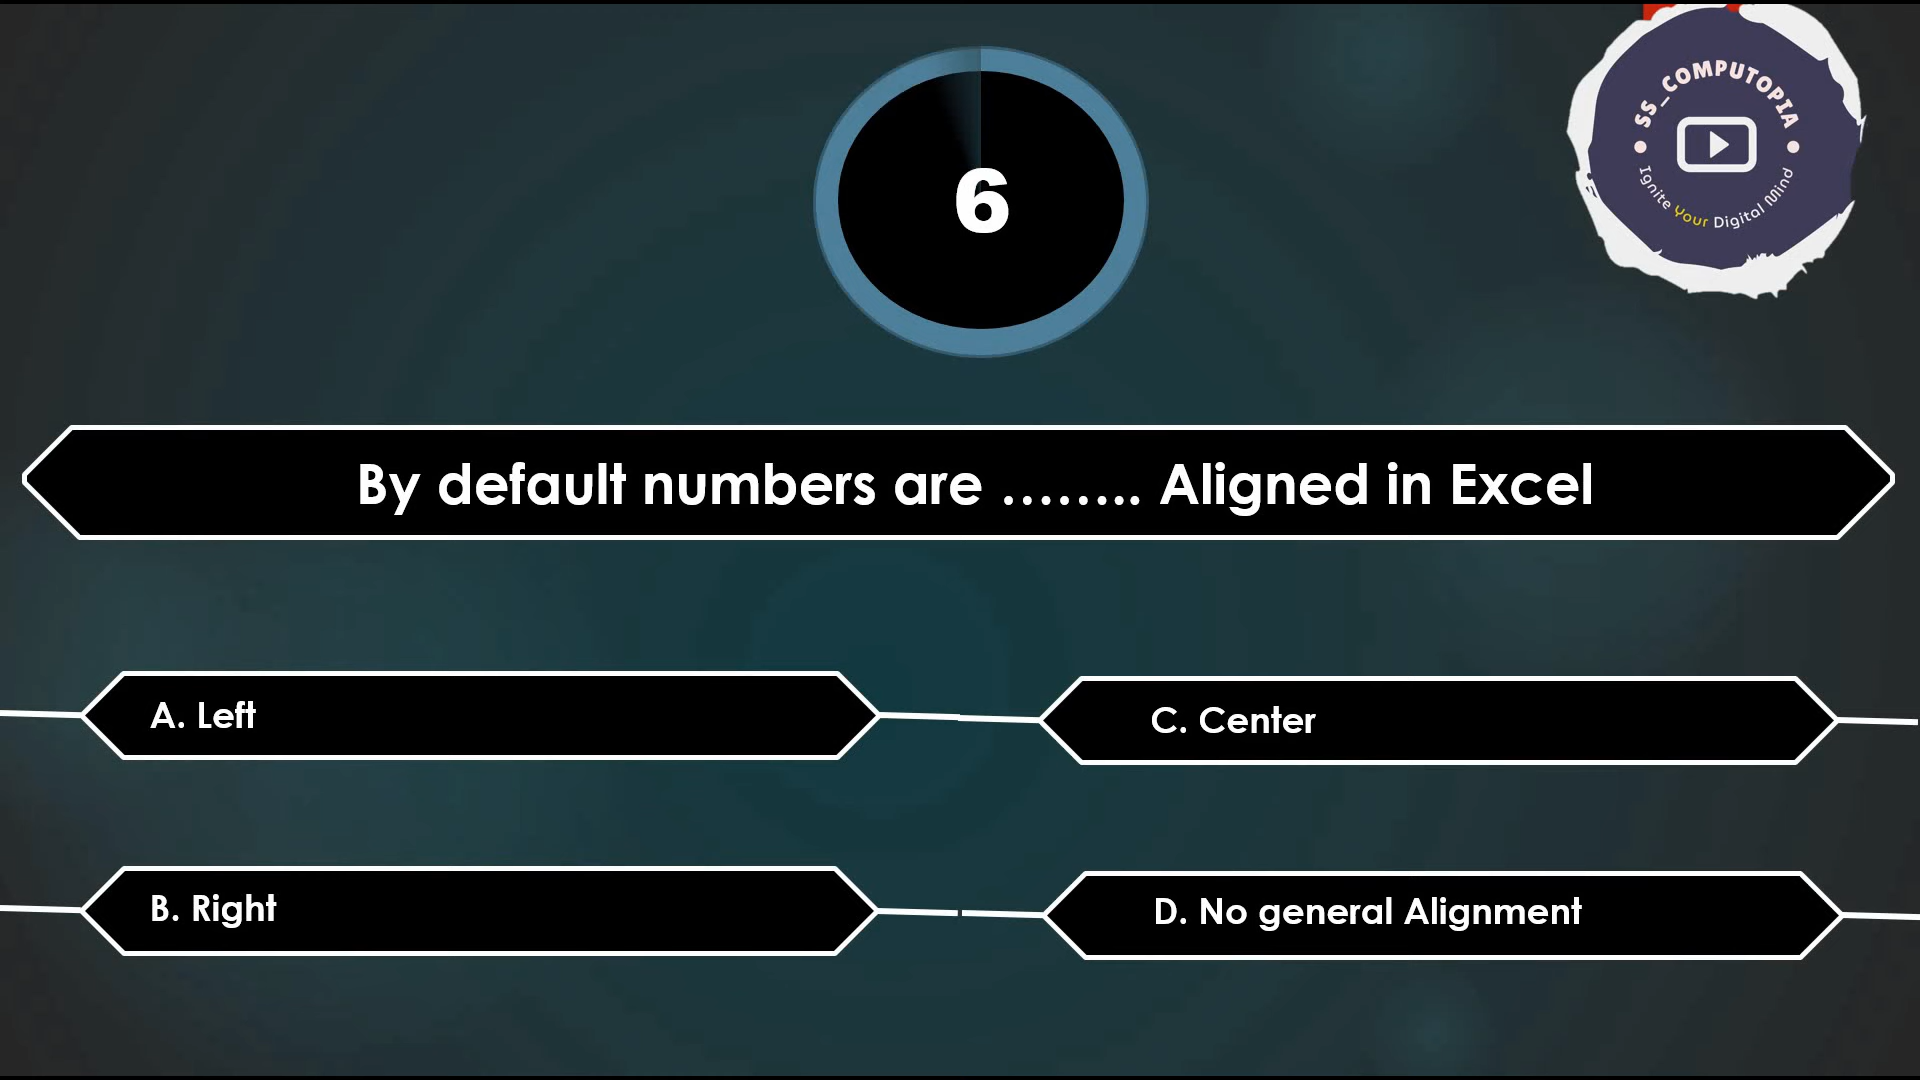 SS_COMPUTOPIA
Ignite Your Digital Mind
6
By default numbers are …….. Aligned in Excel
A. Left
C. Center
B. Right
D. No general Alignment